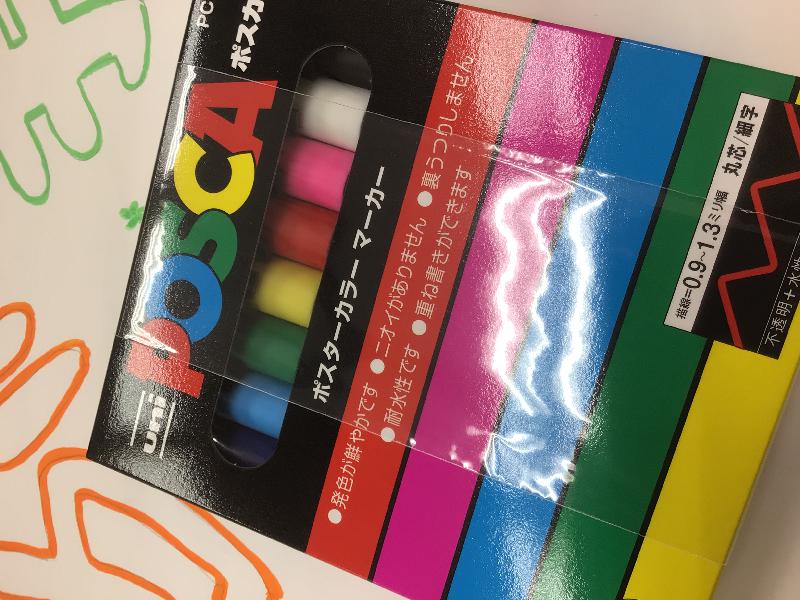 PC
ポスカ
uni
POSCA
ポスターカラーマーカー
●発色が鮮やかです ●ニオイがありません ●裏うつりしません
●耐水性です ●重ね書きができます
描線=0.9~1.3ミリ幅 丸芯/細字
不透明+水性